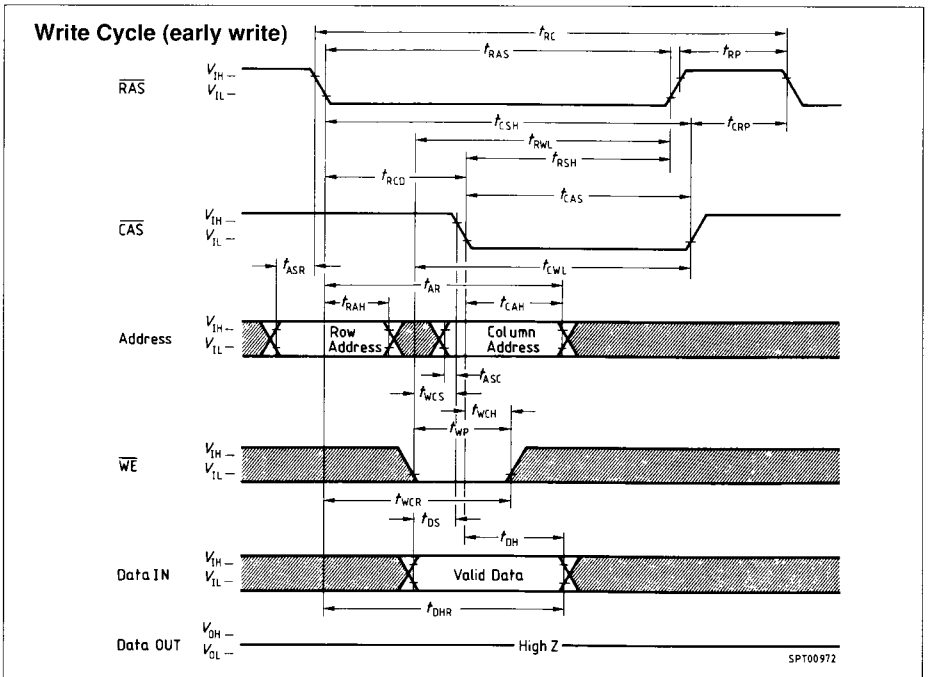 Write Cycle (early write)
tRC
tRAS
tRP
RAS
VIH
VIL
tCSH
tCRP
tRWL
tRSH
tRCD
tCAS
CAS
VIH
VIL
tASR
tCWL
tAR
tRAH
tCAH
Address
VIH
VIL
Row Address
Column Address
tASC
tWCS
tWCH
tWP
WE
VIH
VIL
tWCR
tDS
tDH
Data IN
VIH
VIL
Valid Data
tDHR
Data OUT
VOH
VOL
High Z
SPT00972